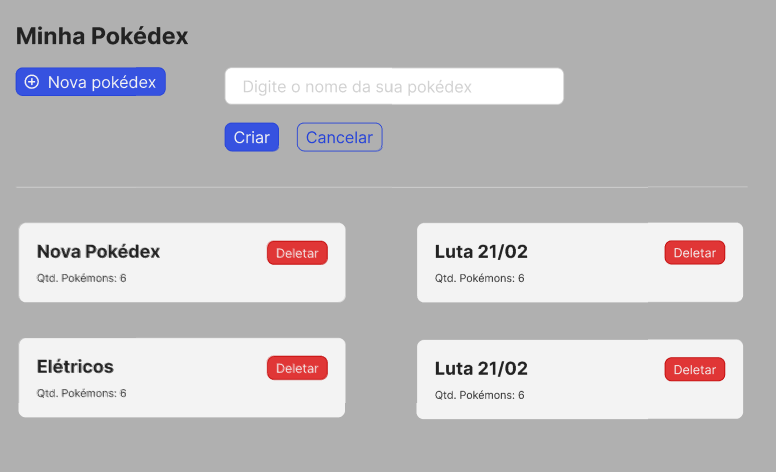 Minha Pokédex
Nova pokédex
Digite o nome da sua pokédex
Criar
Cancelar
Nova Pokédex
Deletar
Qtd. Pokémons: 6
Luta 21/02
Deletar
Qtd. Pokémons: 6
Elétricos
Deletar
Qtd. Pokémons: 6
Luta 21/02
Deletar
Qtd. Pokémons: 6